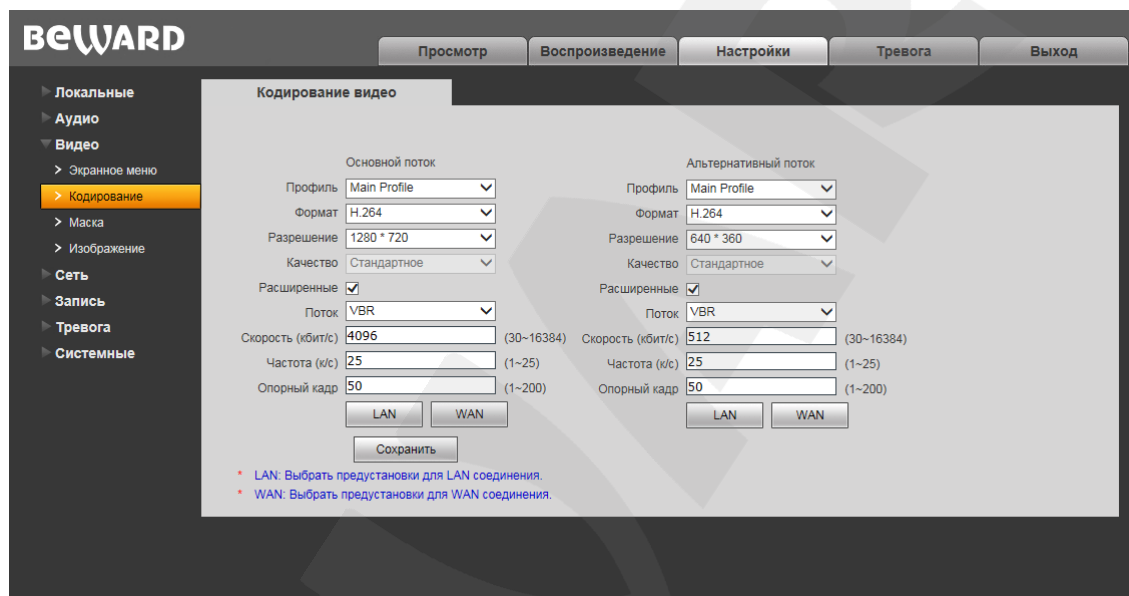 BEWARD
Просмотр Воспроизведение Настройки Тревога Выход
Локальные
Аудио
Видео
> Экранное меню
> Кодирование
> Маска
> Изображение
Сеть
Запись
Тревога
Системные
Кодирование видео
Основной поток
Профиль Main Profile
Формат H.264
Разрешение 1280 * 720
Качество Стандартное
Расширенные
Поток VBR
Скорость (кбит/с) 4096 (30~16384)
Частота (к/с) 25 (1~25)
Опорный кадр 50 (1~200)
LAN WAN
Альтернативный поток
Профиль Main Profile
Формат H.264
Разрешение 640 * 360
Качество Стандартное
Расширенные
Поток VBR
Скорость (кбит/с) 512 (30~16384)
Частота (к/с) 25 (1~25)
Опорный кадр 50 (1~200)
LAN WAN
Сохранить
* LAN: Выбрать предустановки для LAN соединения.
* WAN: Выбрать предустановки для WAN соединения.